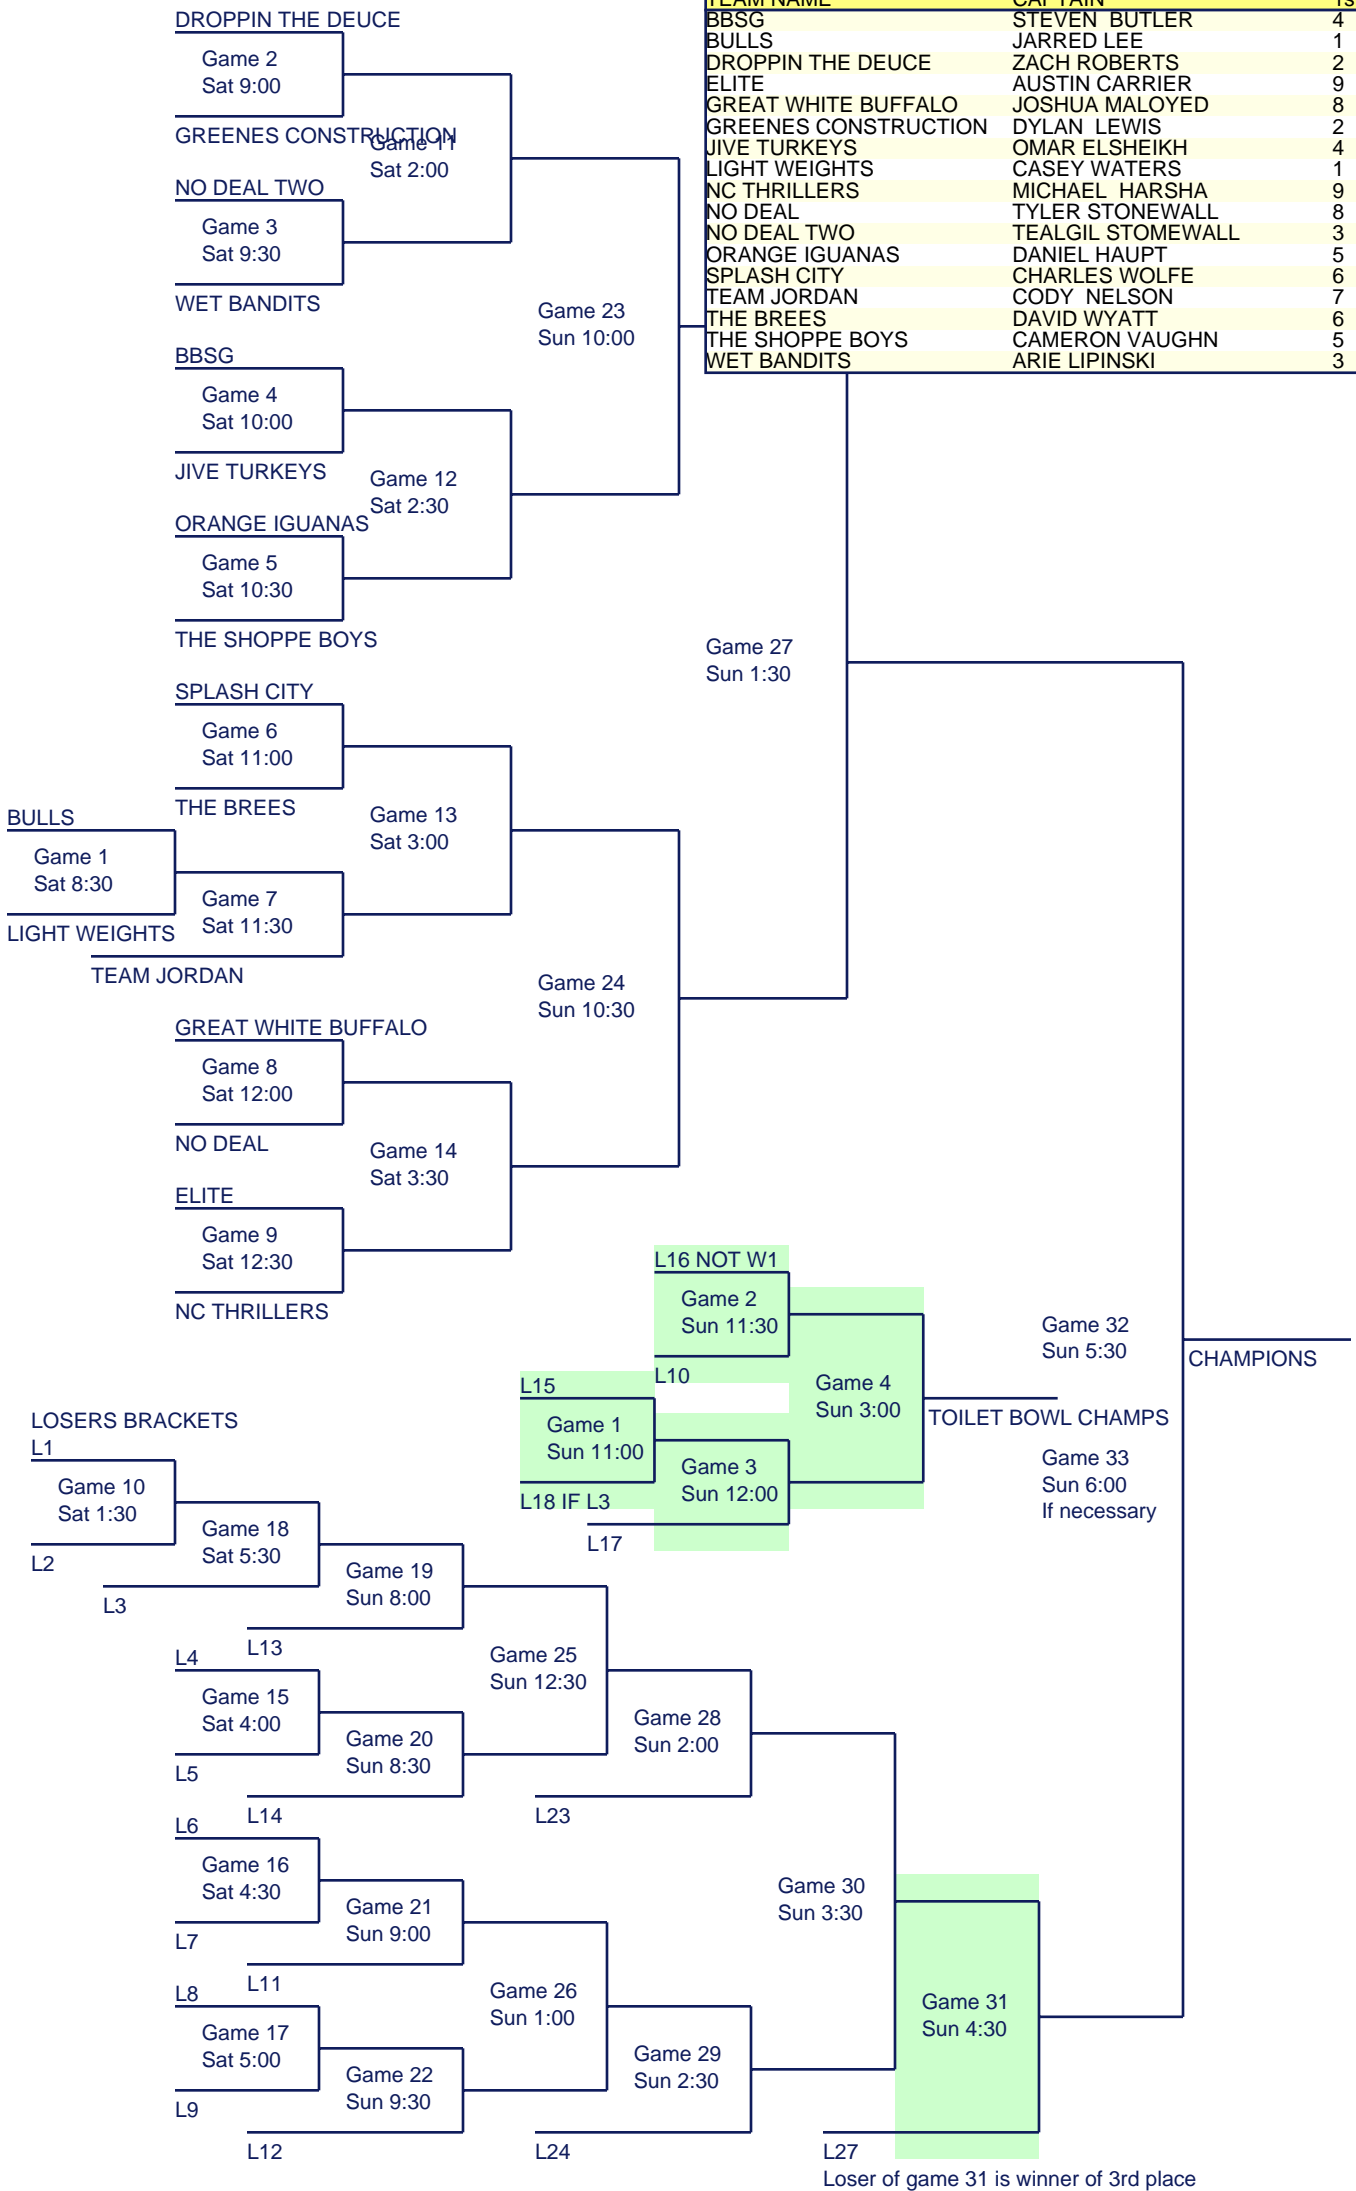 TEAM NAME CAPTAIN 1s
BBSG STEVEN BUTLER 4
BULLS JARRED LEE 1
DROPPIN THE DEUCE ZACH ROBERTS 2
ELITE AUSTIN CARRIER 9
GREAT WHITE BUFFALO JOSHUA MALOYED 8
GREENES CONSTRUCTION DYLAN LEWIS 2
JIVE TURKEYS OMAR ELSHEIKH 4
LIGHT WEIGHTS CASEY WATERS 1
NC THRILLERS MICHAEL HARSHA 9
NO DEAL TYLER STONEWALL 8
NO DEAL TWO TEALGIL STOMEWALL 3
ORANGE IGUANAS DANIEL HAUPT 5
SPLASH CITY CHARLES WOLFE 6
TEAM JORDAN CODY NELSON 7
THE BREES DAVID WYATT 6
THE SHOPPE BOYS CAMERON VAUGHN 5
WET BANDITS ARIE LIPINSKI 3
DROPPIN THE DEUCE
Game 2
Sat 9:00
GREENES CONSTRUCTION
Game 11
Sat 2:00
NO DEAL TWO
Game 3
Sat 9:30
WET BANDITS
Game 23
Sun 10:00
BBSG
Game 4
Sat 10:00
JIVE TURKEYS
Game 12
Sat 2:30
ORANGE IGUANAS
Game 5
Sat 10:30
THE SHOPPE BOYS
Game 27
Sun 1:30
SPLASH CITY
Game 6
Sat 11:00
THE BREES
Game 13
Sat 3:00
BULLS
Game 1
Sat 8:30
LIGHT WEIGHTS
Game 7
Sat 11:30
TEAM JORDAN
Game 24
Sun 10:30
GREAT WHITE BUFFALO
Game 8
Sat 12:00
NO DEAL
Game 14
Sat 3:30
ELITE
Game 9
Sat 12:30
NC THRILLERS
L16 NOT W1
Game 2
Sun 11:30
L10
Game 32
Sun 5:30
CHAMPIONS
L15
Game 1
Sun 11:00
L18 IF L3
Game 4
Sun 3:00
TOILET BOWL CHAMPS
Game 3
Sun 12:00
L17
Game 33
Sun 6:00
If necessary
LOSERS BRACKETS
L1
Game 10
Sat 1:30
L2
Game 18
Sat 5:30
L3
Game 19
Sun 8:00
L13
L4
Game 15
Sat 4:00
L5
Game 20
Sun 8:30
L14
Game 25
Sun 12:30
Game 28
Sun 2:00
L23
L6
Game 16
Sat 4:30
L7
Game 21
Sun 9:00
L11
Game 30
Sun 3:30
L8
Game 17
Sat 5:00
L9
Game 22
Sun 9:30
L12
Game 26
Sun 1:00
Game 29
Sun 2:30
L24
Game 31
Sun 4:30
L27
Loser of game 31 is winner of 3rd place